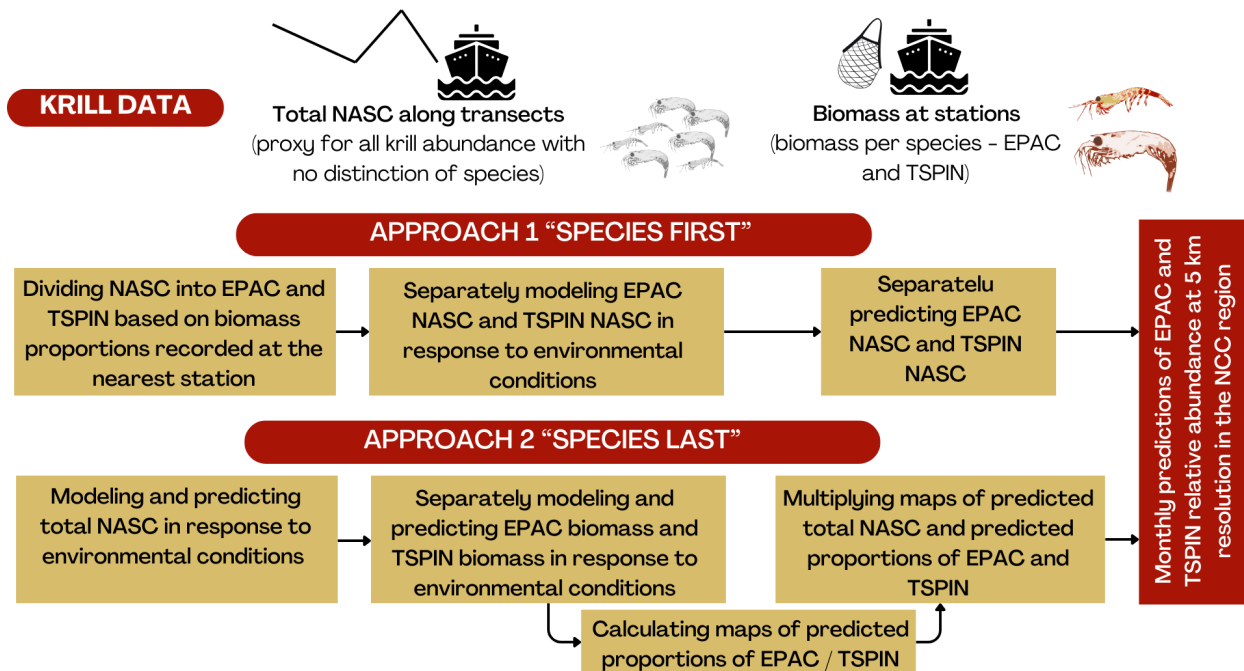 KRILL DATA
Total NASC along transects
(proxy for all krill abundance with
no distinction of species)
Biomass at stations
(biomass per species - EPAC
and TSPIN)
APPROACH 1 “SPECIES FIRST”
Dividing NASC into EPAC and
TSPIN based on biomass
proportions recorded at the
nearest station
Separately modeling EPAC
NASC and TSPIN NASC in
response to environmental
conditions
Separatelu
predicting EPAC
NASC and TSPIN
NASC
APPROACH 2 “SPECIES LAST”
Modeling and predicting
total NASC in response to
environmental conditions
Separately modeling and
predicting EPAC biomass and
TSPIN biomass in response to
environmental conditions
Calculating maps of predicted
proportions of EPAC / TSPIN
Multiplying maps of predicted
total NASC and predicted
proportions of EPAC and
TSPIN
Monthly predictions of EPAC and
TSPIN relative abundance at 5 km
resolution in the NCC region